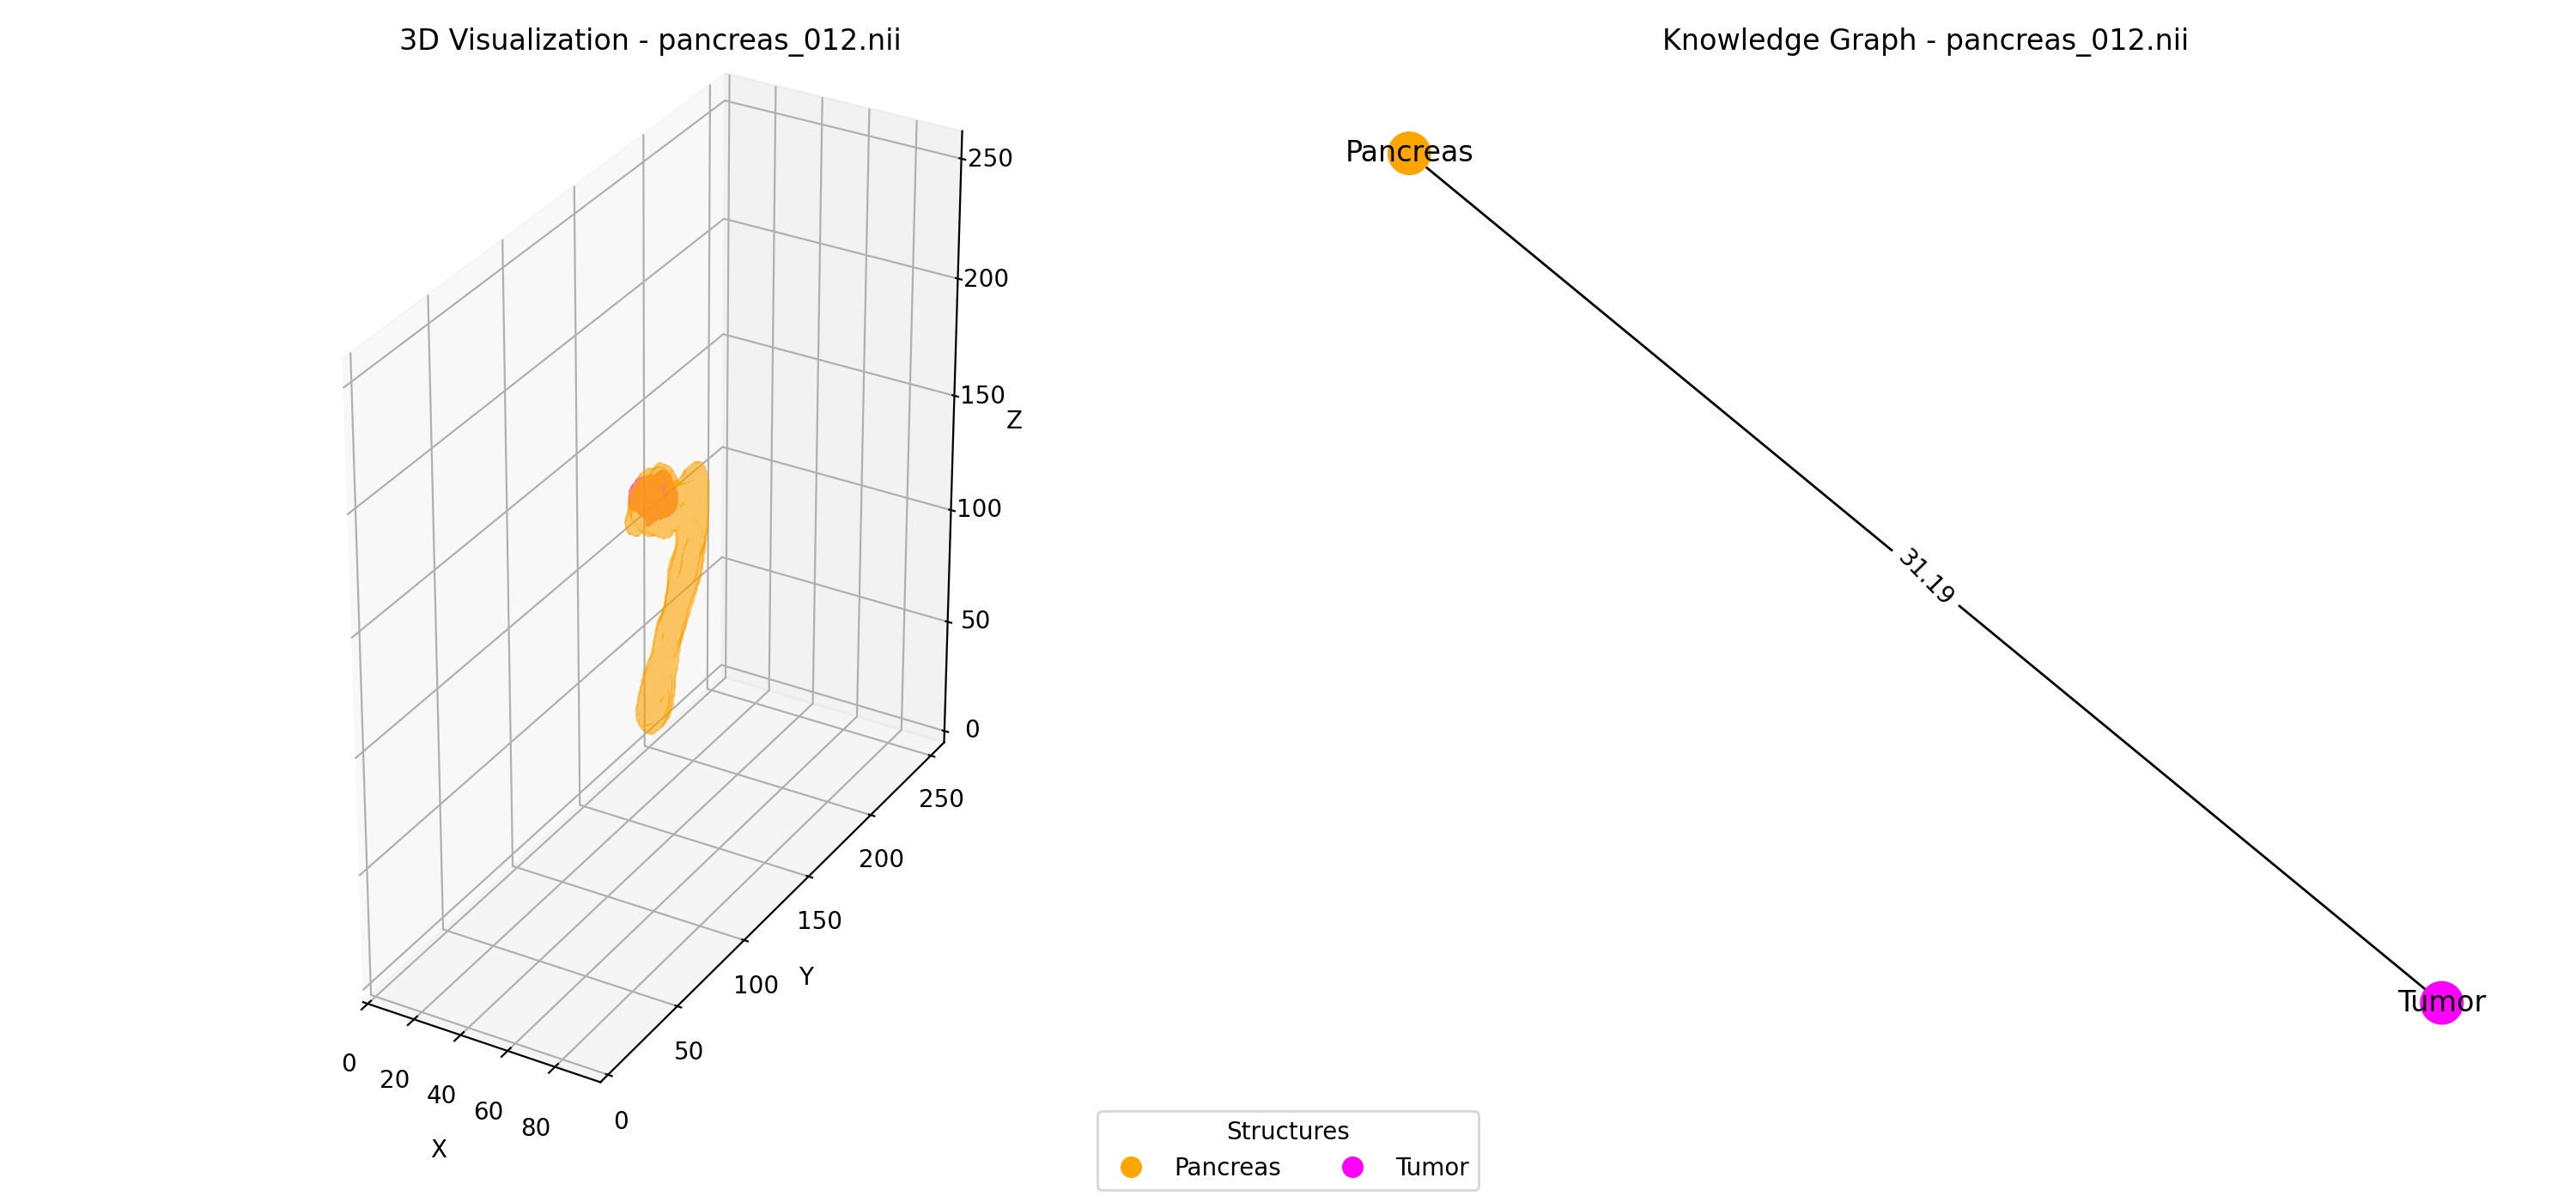 3D Visualization - pancreas_012.nii
250
200
150
Z
100
50
0
250
200
150
100
Y
50
0
0
20
40
60
80
X
Knowledge Graph - pancreas_012.nii
Pancreas
31.19
Tumor
Structures
Pancreas
Tumor